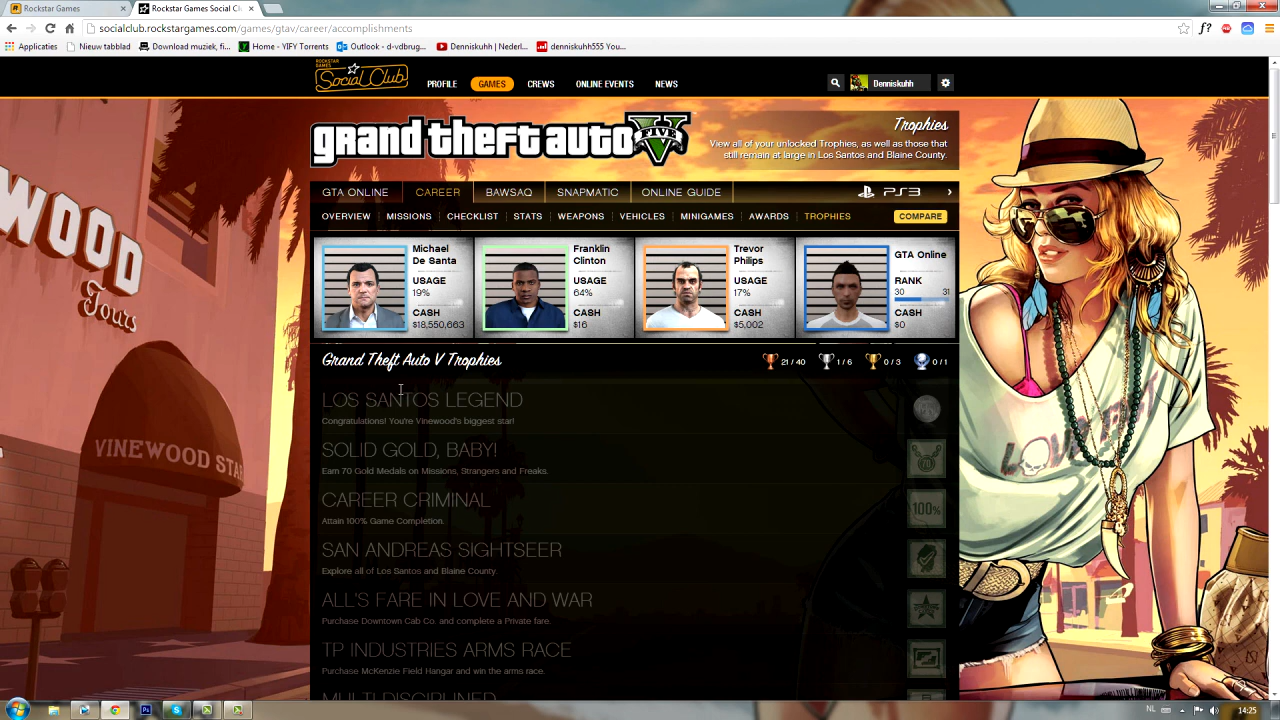 Rockstar Games
Rockstar Games Social Cl
socialclub.rockstargames.com/games/gtav/career/accomplishments
Applicaties
Nieuw tabblad
Download muziek, fi...
Home - YIFY Torrents
Outlook - d-vdbrug...
Denniskuhh | Nederl...
denniskuhh555 You...
ROCKSTAR GAMES
Social Club
PROFILE
GAMES
CREWS
ONLINE EVENTS
NEWS
Denniskuhh
grand theft auto V
FIVE
Trophies
View all of your unlocked Trophies, as well as those that
still remain at large in Los Santos and Blaine County.
GTA ONLINE
CAREER
BAWSAQ
SNAPMATIC
ONLINE GUIDE
PS3
OVERVIEW
MISSIONS
CHECKLIST
STATS
WEAPONS
VEHICLES
MINIGAMES
AWARDS
TROPHIES
COMPARE
Michael
De Santa
USAGE
19%
CASH
$18,550,663
Franklin
Clinton
USAGE
64%
CASH
$16
Trevor
Philips
USAGE
17%
CASH
$5,002
GTA Online
RANK
30 31
CASH
$0
Grand Theft Auto V Trophies
21 / 40
1 / 6
0 / 3
0 / 1
LOS SANTOS LEGEND
Congratulations! You're Vinewood's biggest star!
SOLID GOLD, BABY!
Earn 70 Gold Medals on Missions, Strangers and Freaks.
70
CAREER CRIMINAL
Attain 100% Game Completion.
100%
SAN ANDREAS SIGHTSEER
Explore all of Los Santos and Blaine County.
ALL'S FARE IN LOVE AND WAR
Purchase Downtown Cab Co. and complete a Private fare.
TP INDUSTRIES ARMS RACE
Purchase McKenzie Field Hangar and win the arms race.
MULTI-DISCIPLINED
WOOD
Tours
VINEWOOD STA
NL
14:25